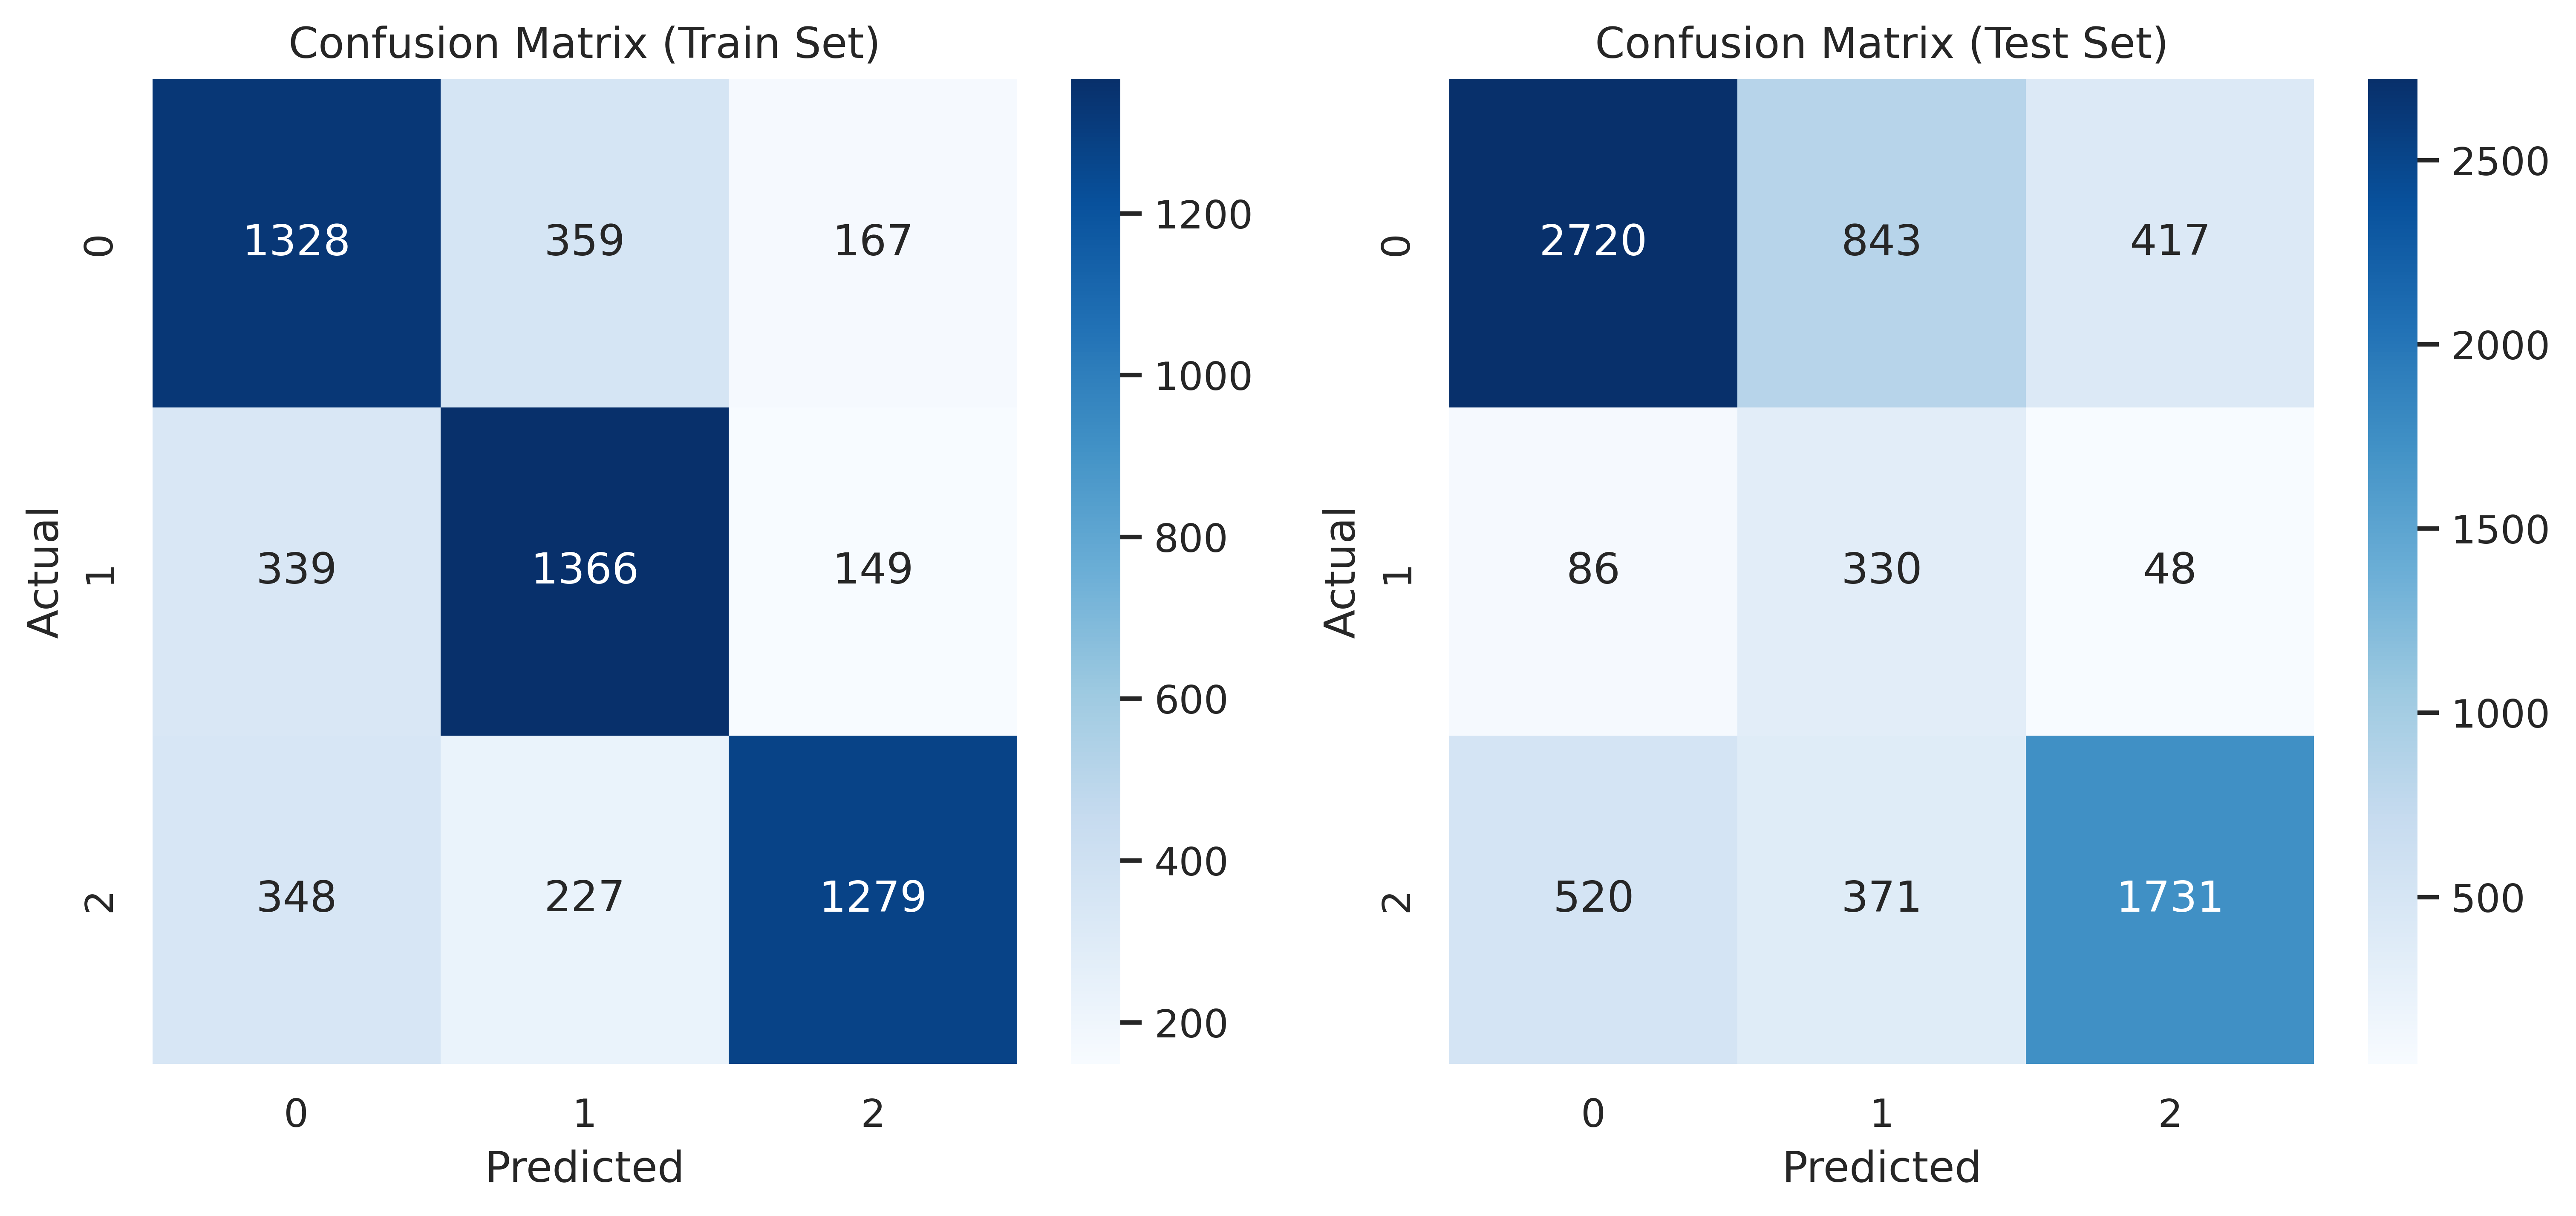 Confusion Matrix (Train Set)
0
1328 359 167
1
339 1366 149
2
348 227 1279
Actual
0 1 2
Predicted
1200
1000
800
600
400
200
Confusion Matrix (Test Set)
0
2720 843 417
1
86 330 48
2
520 371 1731
Actual
0 1 2
Predicted
2500
2000
1500
1000
500